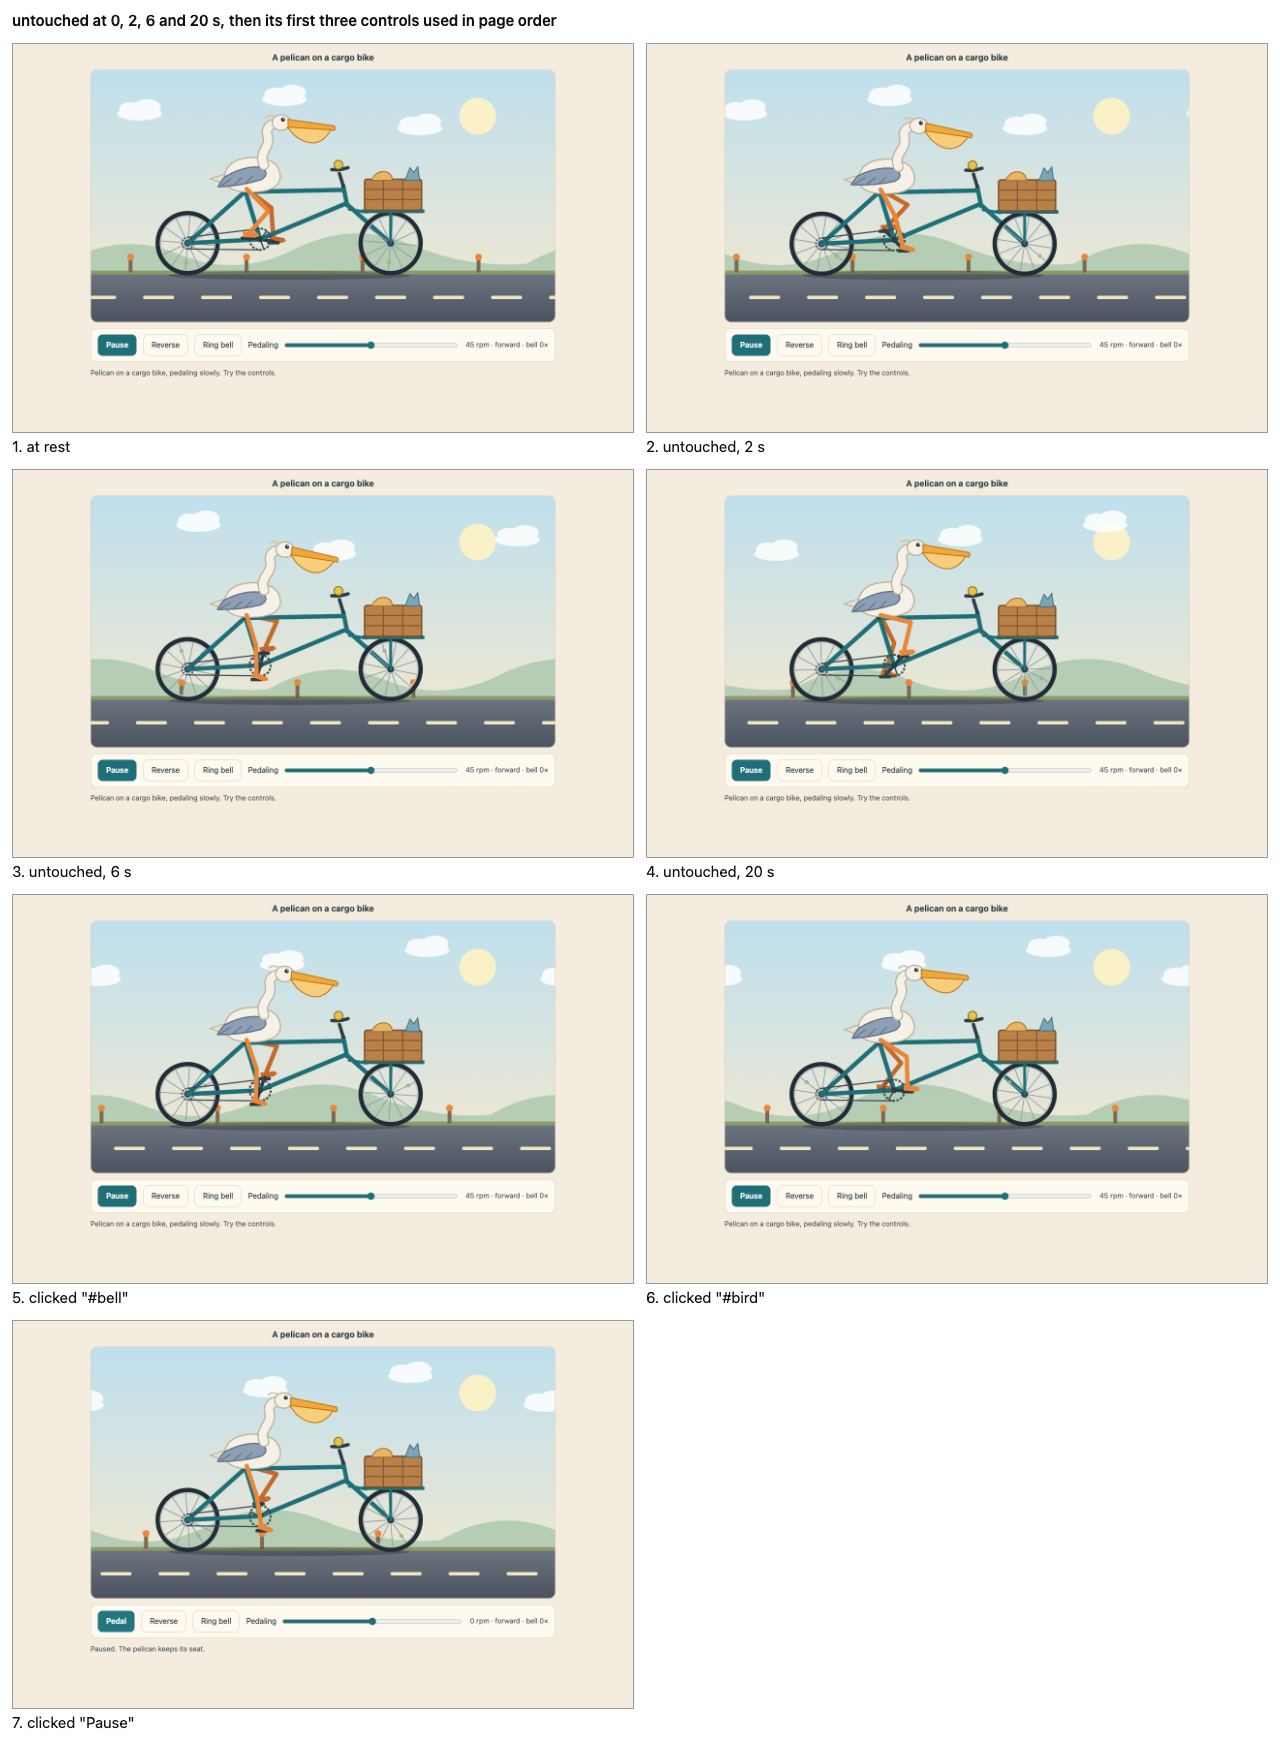 untouched at 0, 2, 6 and 20 s, then its first three controls used in page order
A pelican on a cargo bike
Pause Reverse Ring bell Pedaling 45 rpm · forward · bell 0×
Pelican on a cargo bike, pedaling slowly. Try the controls.
1. at rest
A pelican on a cargo bike
Pause Reverse Ring bell Pedaling 45 rpm · forward · bell 0×
Pelican on a cargo bike, pedaling slowly. Try the controls.
2. untouched, 2 s
A pelican on a cargo bike
Pause Reverse Ring bell Pedaling 45 rpm · forward · bell 0×
Pelican on a cargo bike, pedaling slowly. Try the controls.
3. untouched, 6 s
A pelican on a cargo bike
Pause Reverse Ring bell Pedaling 45 rpm · forward · bell 0×
Pelican on a cargo bike, pedaling slowly. Try the controls.
4. untouched, 20 s
A pelican on a cargo bike
Pause Reverse Ring bell Pedaling 45 rpm · forward · bell 0×
Pelican on a cargo bike, pedaling slowly. Try the controls.
5. clicked "#bell"
A pelican on a cargo bike
Pause Reverse Ring bell Pedaling 45 rpm · forward · bell 0×
Pelican on a cargo bike, pedaling slowly. Try the controls.
6. clicked "#bird"
A pelican on a cargo bike
Pedal Reverse Ring bell Pedaling 0 rpm · forward · bell 0×
Paused. The pelican keeps its seat.
7. clicked "Pause"